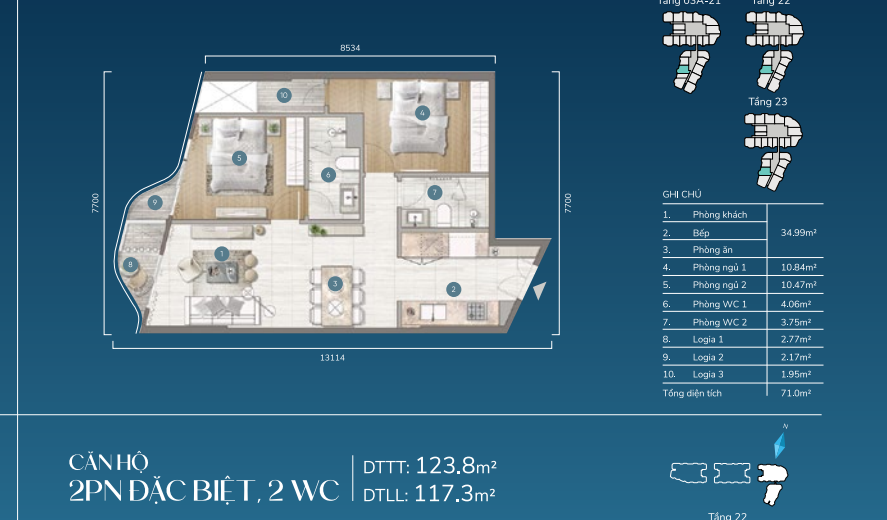 Tầng 03A-21
Tầng 22
8534
Tầng 23
7700
7700
10
4
5
6
7
9
8
1
3
2
13114
GHI CHÚ
1. Phòng khách
2. Bếp 34.99m²
3. Phòng ăn
4. Phòng ngủ 1 10.84m²
5. Phòng ngủ 2 10.47m²
6. Phòng WC 1 4.06m²
7. Phòng WC 2 3.75m²
8. Logia 1 2.77m²
9. Logia 2 2.17m²
10. Logia 3 1.95m²
Tổng diện tích 71.0m²
CĂN HỘ
2PN ĐẶC BIỆT, 2 WC
DTTT: 123.8m²
DTLL: 117.3m²
N
Tầng 22